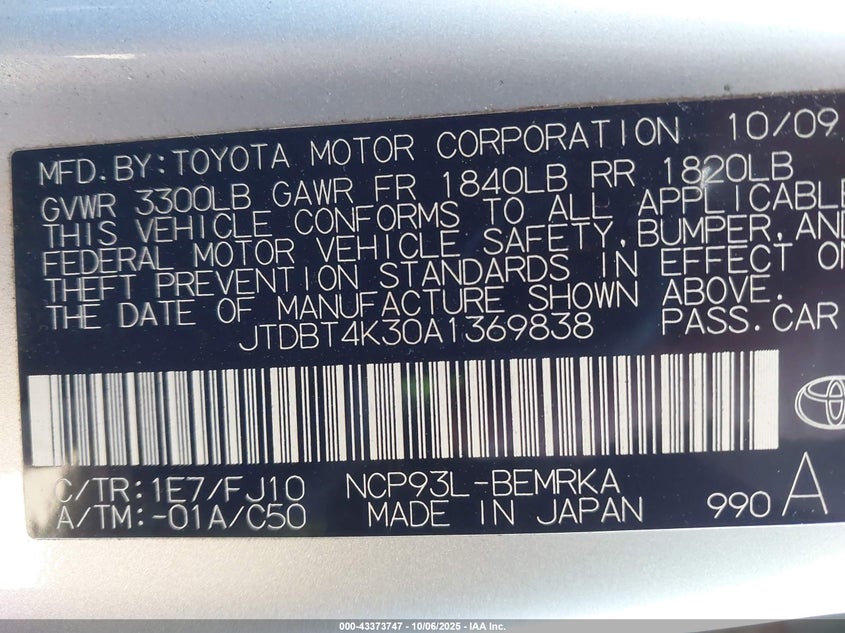 MFD. BY: TOYOTA MOTOR CORPORATION 10/09
GVWR 3300LB GAWR FR 1840LB RR 1820LB
THIS VEHICLE CONFORMS TO ALL APPLICABLE
FEDERAL MOTOR VEHICLE SAFETY, BUMPER, AND
THEFT PREVENTION STANDARDS IN EFFECT ON
THE DATE OF MANUFACTURE SHOWN ABOVE.
JTDBT4K30A1369838 PASS. CAR
C/TR: 1E7/FJ10 NCP93L-BEMRKA
A/TM: -01A/C50 MADE IN JAPAN 990 A
000-43373747 - 10/06/2025 - IAA Inc.